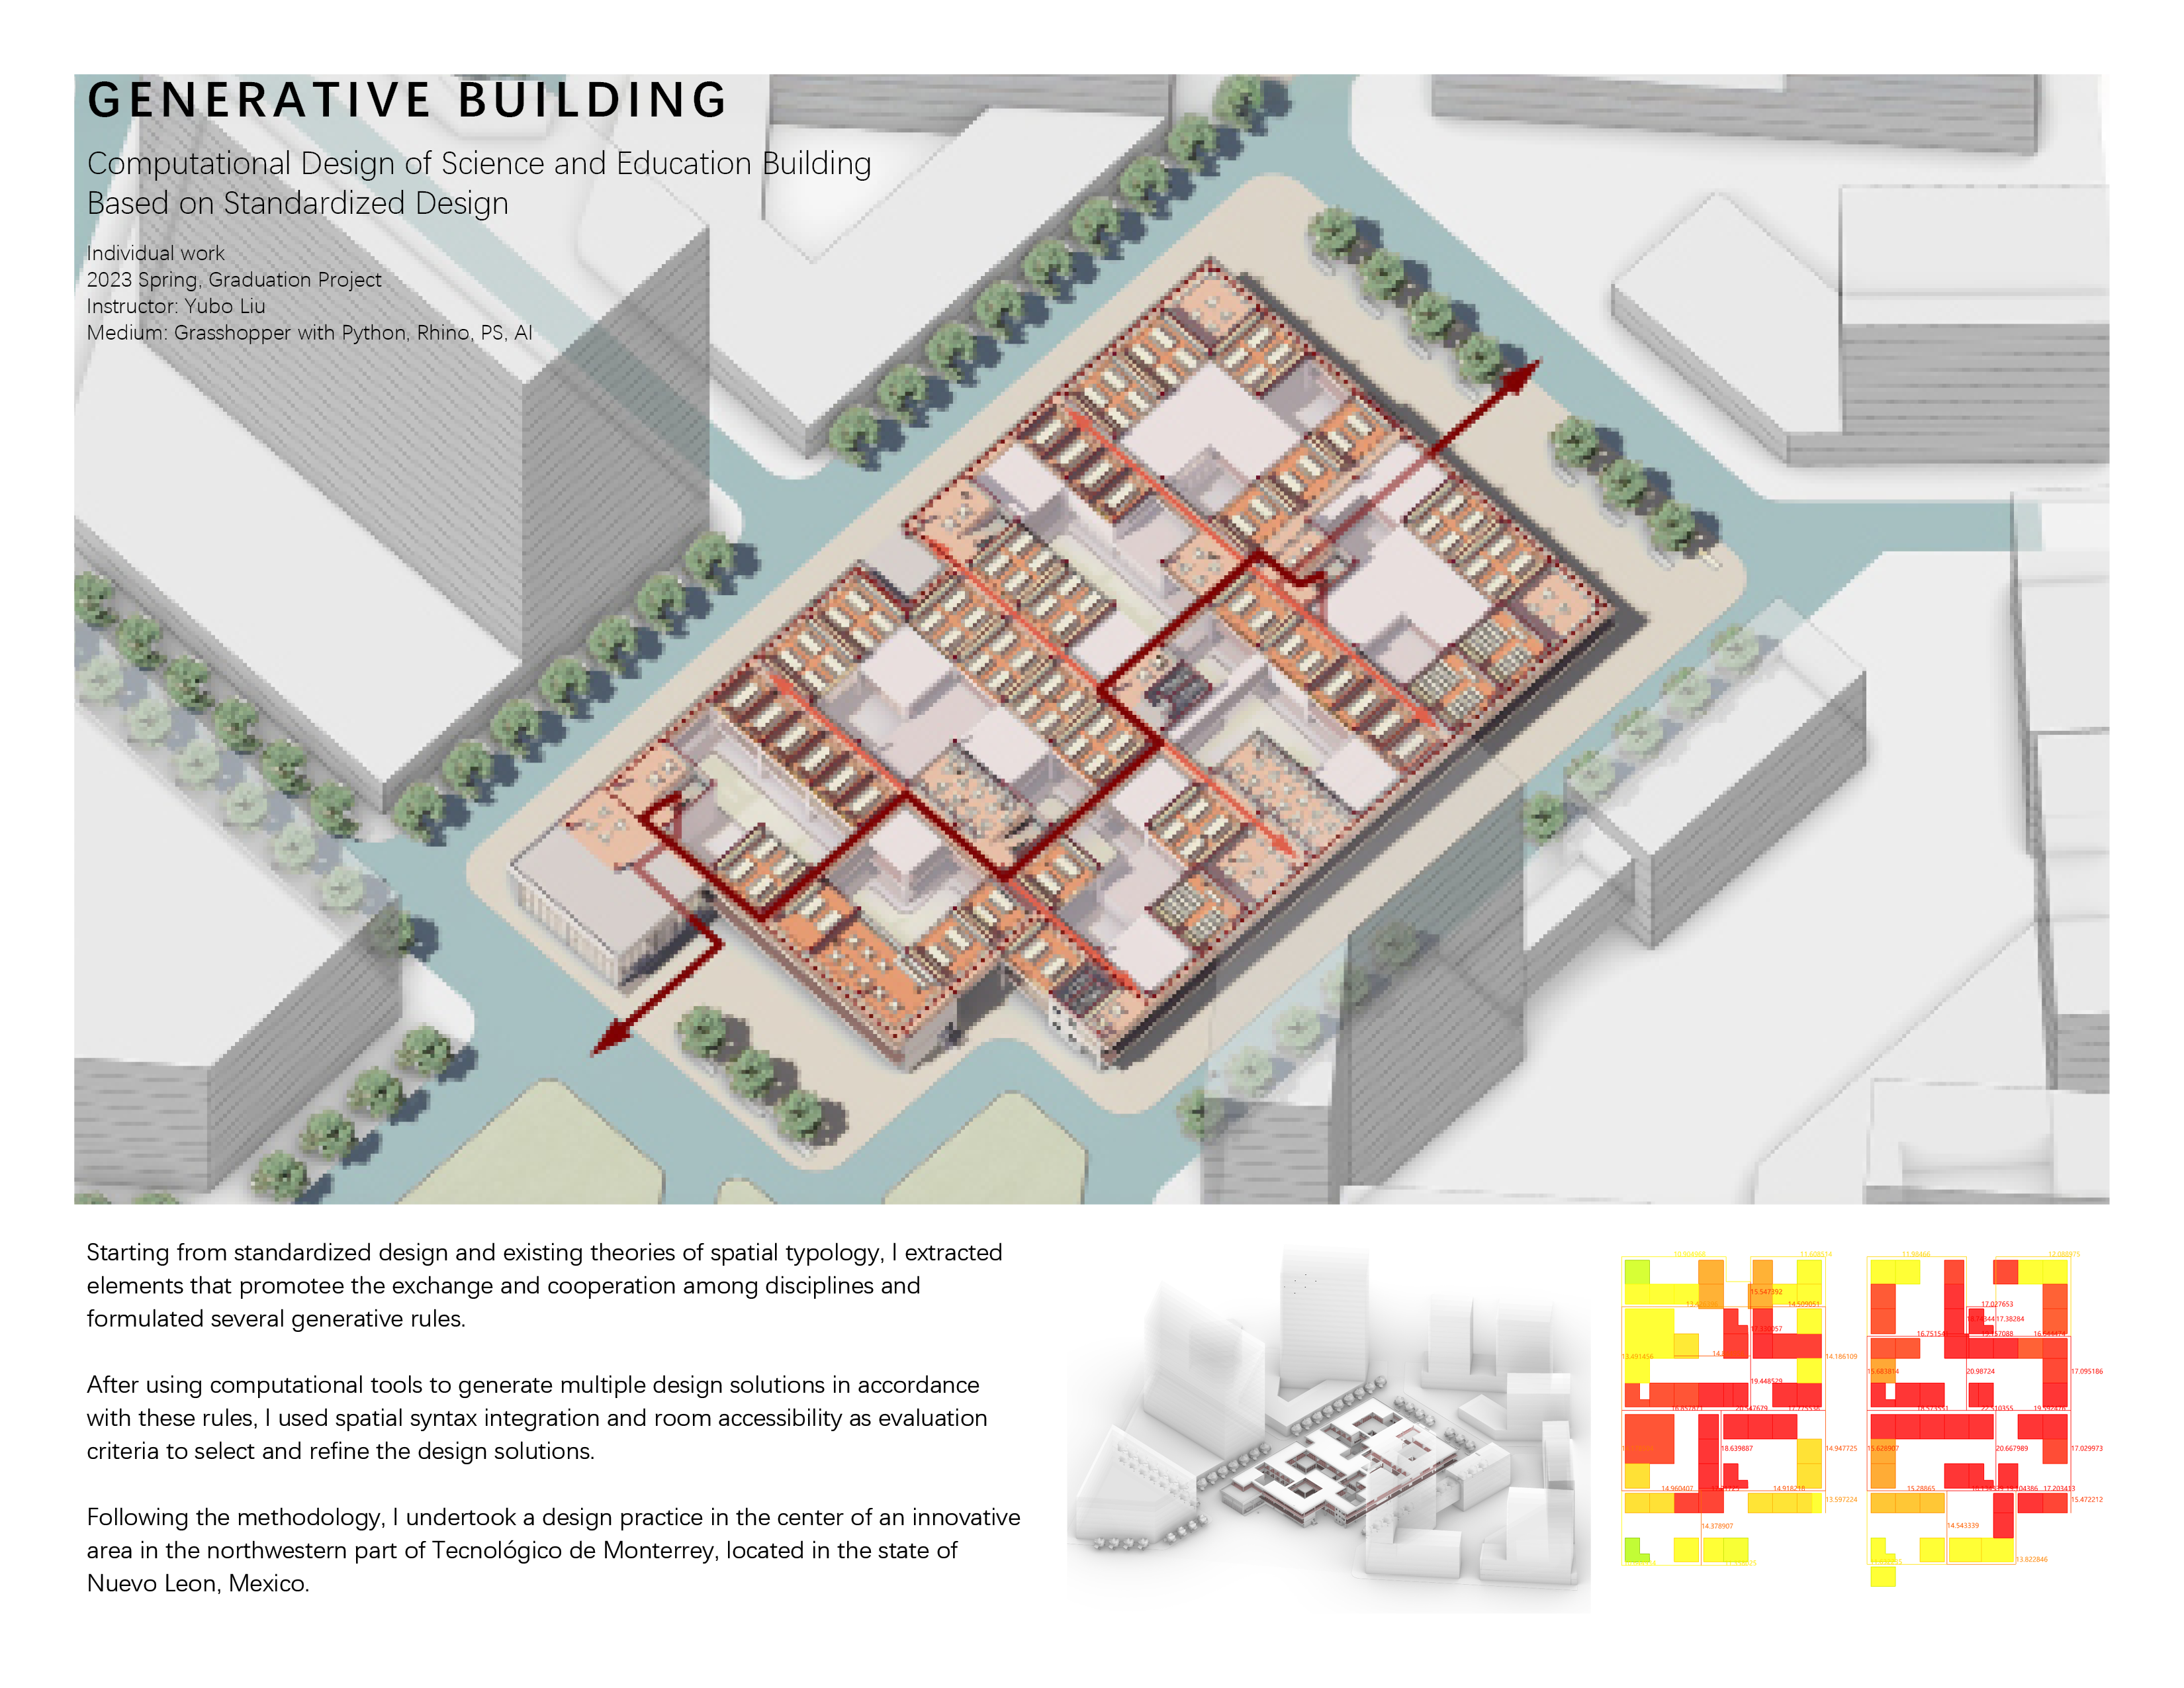 GENERATIVE BUILDING
Computational Design of Science and Education Building
Based on Standardized Design
Individual work
2023 Spring, Graduation Project
Instructor: Yubo Liu
Medium: Grasshopper with Python, Rhino, PS, AI
Starting from standardized design and existing theories of spatial typology, I extracted
elements that promotee the exchange and cooperation among disciplines and
formulated several generative rules.
After using computational tools to generate multiple design solutions in accordance
with these rules, I used spatial syntax integration and room accessibility as evaluation
criteria to select and refine the design solutions.
Following the methodology, I undertook a design practice in the center of an innovative
area in the northwestern part of Tecnológico de Monterrey, located in the state of
Nuevo Leon, Mexico.
15.547392
14.509051
13.491456
14.186109
19.448529
18.639887
14.947725
14.960407
14.918218
13.597224
14.378907
11.98466
12.088975
17.027653
17.38284
16.751541
20.98724
17.095186
15.626907
20.667989
17.029973
15.28865
17.203413
15.472212
14.543339
13.822846